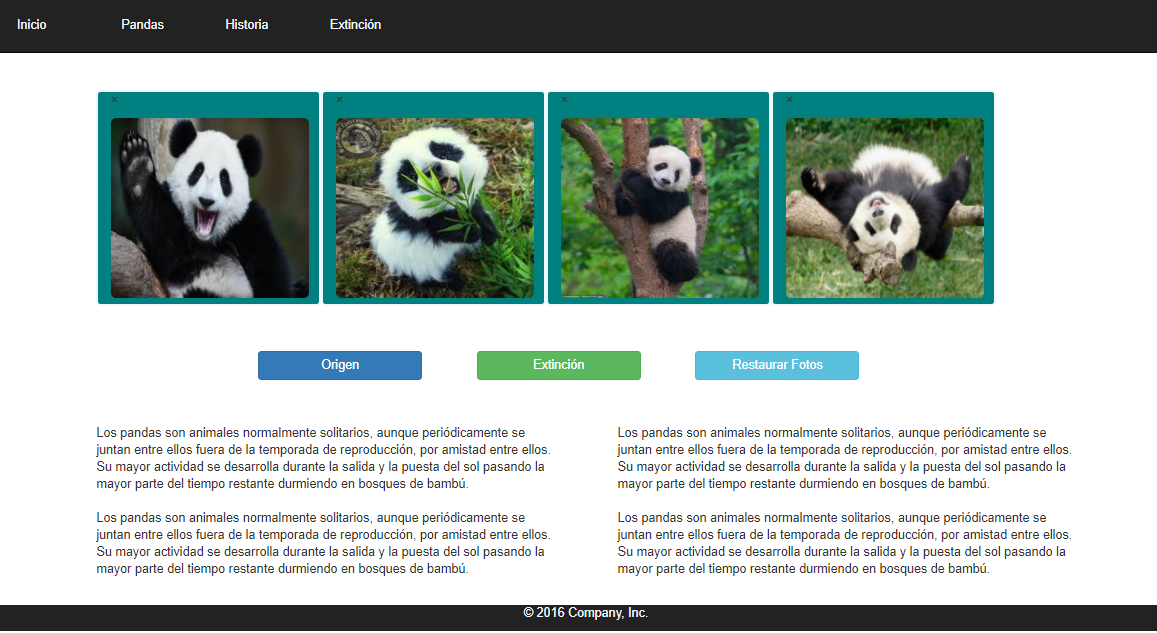 Inicio Pandas Historia Extinción
× × × ×
Origen Extinción Restaurar Fotos
Los pandas son animales normalmente solitarios, aunque periódicamente se
juntan entre ellos fuera de la temporada de reproducción, por amistad entre ellos.
Su mayor actividad se desarrolla durante la salida y la puesta del sol pasando la
mayor parte del tiempo restante durmiendo en bosques de bambú.
Los pandas son animales normalmente solitarios, aunque periódicamente se
juntan entre ellos fuera de la temporada de reproducción, por amistad entre ellos.
Su mayor actividad se desarrolla durante la salida y la puesta del sol pasando la
mayor parte del tiempo restante durmiendo en bosques de bambú.
Los pandas son animales normalmente solitarios, aunque periódicamente se
juntan entre ellos fuera de la temporada de reproducción, por amistad entre ellos.
Su mayor actividad se desarrolla durante la salida y la puesta del sol pasando la
mayor parte del tiempo restante durmiendo en bosques de bambú.
Los pandas son animales normalmente solitarios, aunque periódicamente se
juntan entre ellos fuera de la temporada de reproducción, por amistad entre ellos.
Su mayor actividad se desarrolla durante la salida y la puesta del sol pasando la
mayor parte del tiempo restante durmiendo en bosques de bambú.
© 2016 Company, Inc.